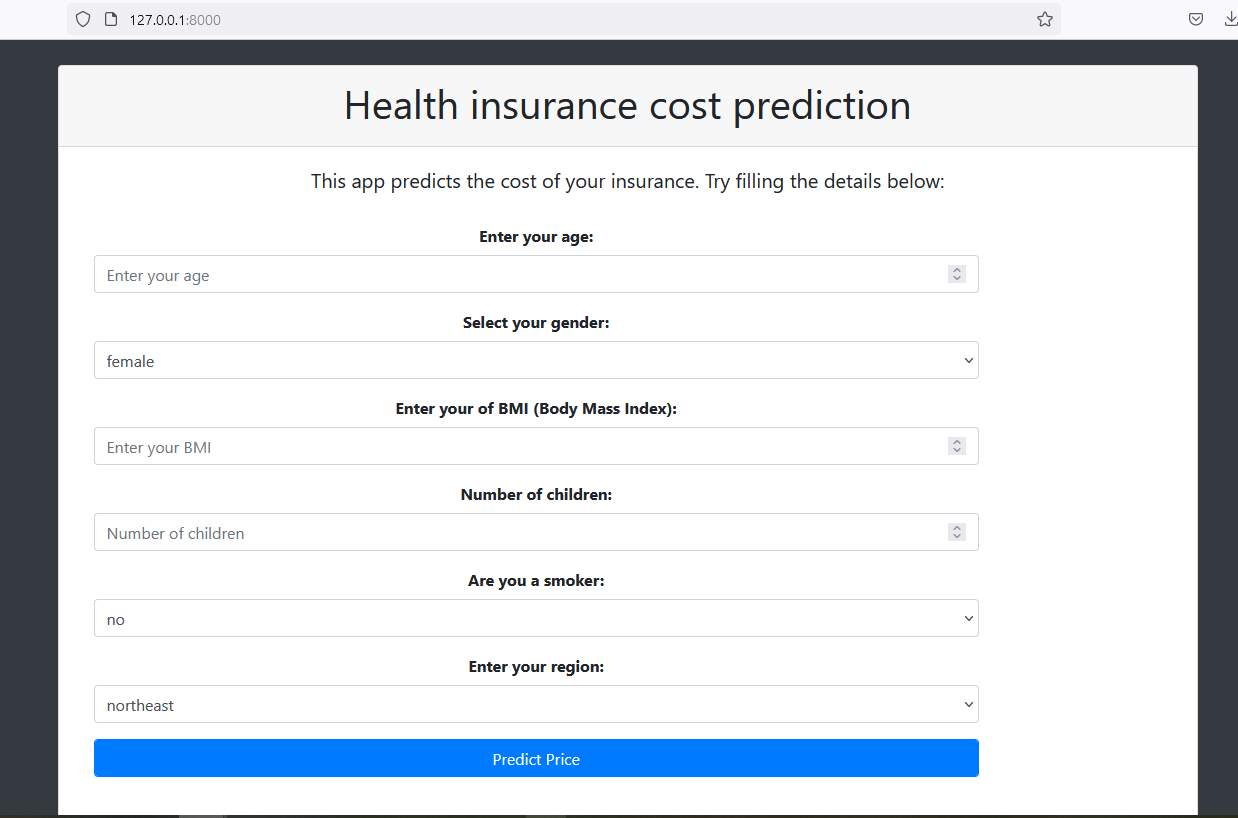 127.0.0.1:8000
Health insurance cost prediction
This app predicts the cost of your insurance. Try filling the details below:
Enter your age:
Enter your age
Select your gender:
female
Enter your of BMI (Body Mass Index):
Enter your BMI
Number of children:
Number of children
Are you a smoker:
no
Enter your region:
northeast
Predict Price